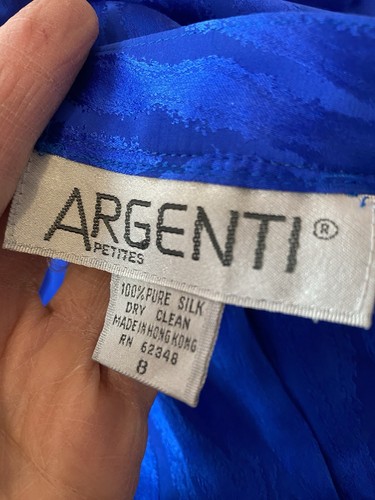 ARGENTI®
PETITES
100% PURE SILK
DRY CLEAN
MADE IN HONG KONG
RN 62348
8